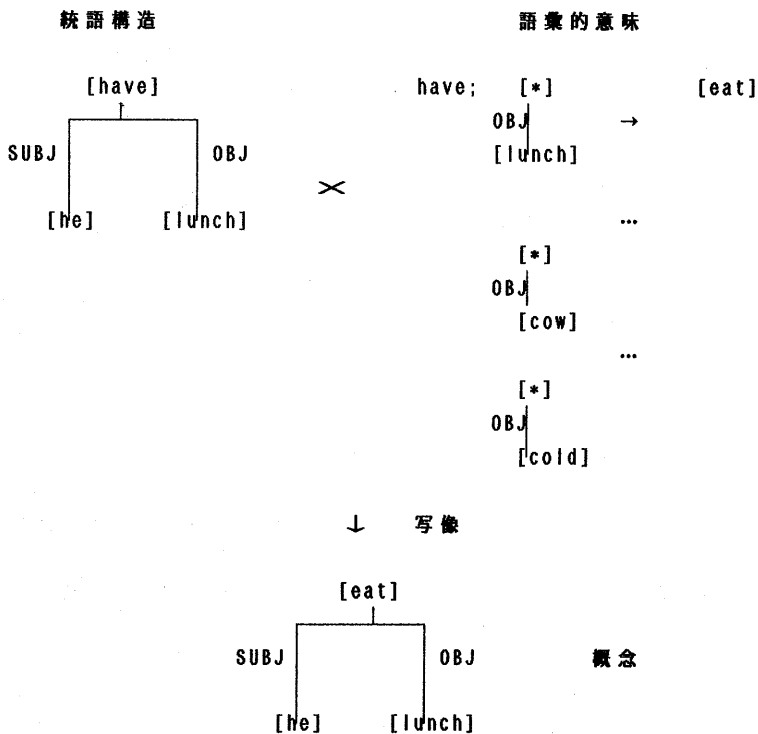 統語構造 語彙的意味
[have] have; [*] [eat]
SUBJ OBJ OBJ →
× [lunch]
[he] [lunch] …
[*]
OBJ
[cow]
…
[*]
OBJ
[cold]
↓ 写像
[eat]
SUBJ OBJ 概念
[he] [lunch]